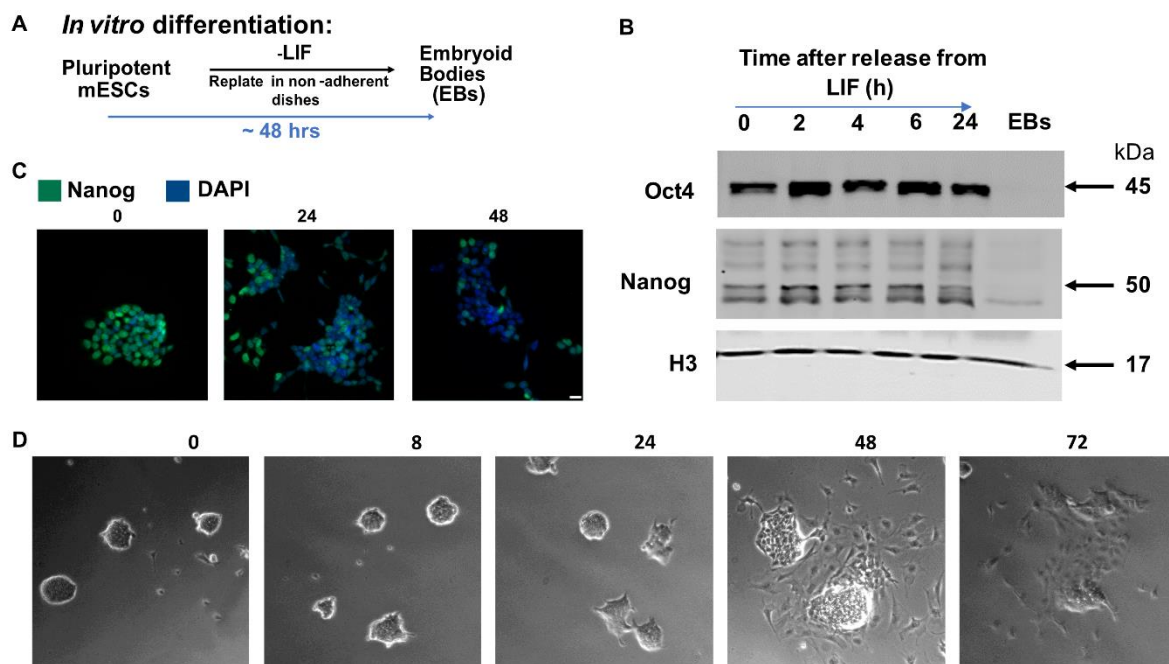 A
In vitro differentiation:
Pluripotent
mESCs
-LIF
Replate in non -adherent
dishes
Embryoid
Bodies
(EBs)
~ 48 hrs
B
Time after release from
LIF (h)
0 2 4 6 24 EBs
kDa
Oct4
45
Nanog
50
H3
17
C
Nanog DAPI
0 24 48
D
0 8 24 48 72